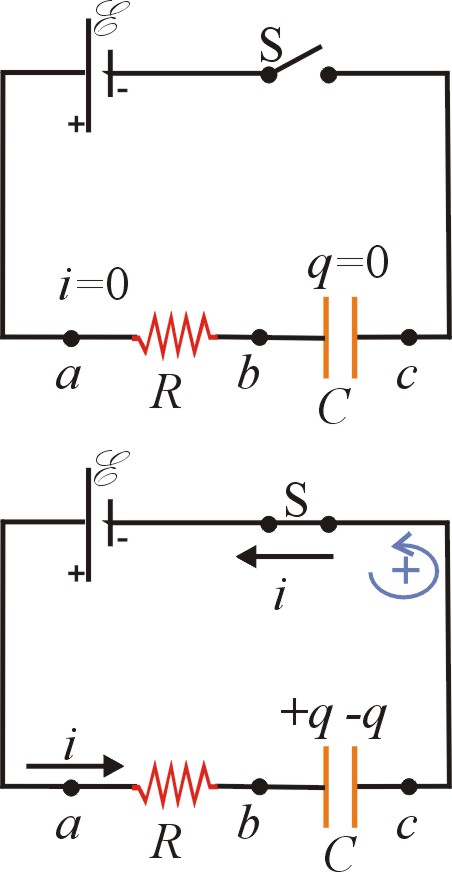 ℰ
S
+ -
i=0 q=0
a R b C c
ℰ
S
+ -
i +
+q -q
i
a R b C c